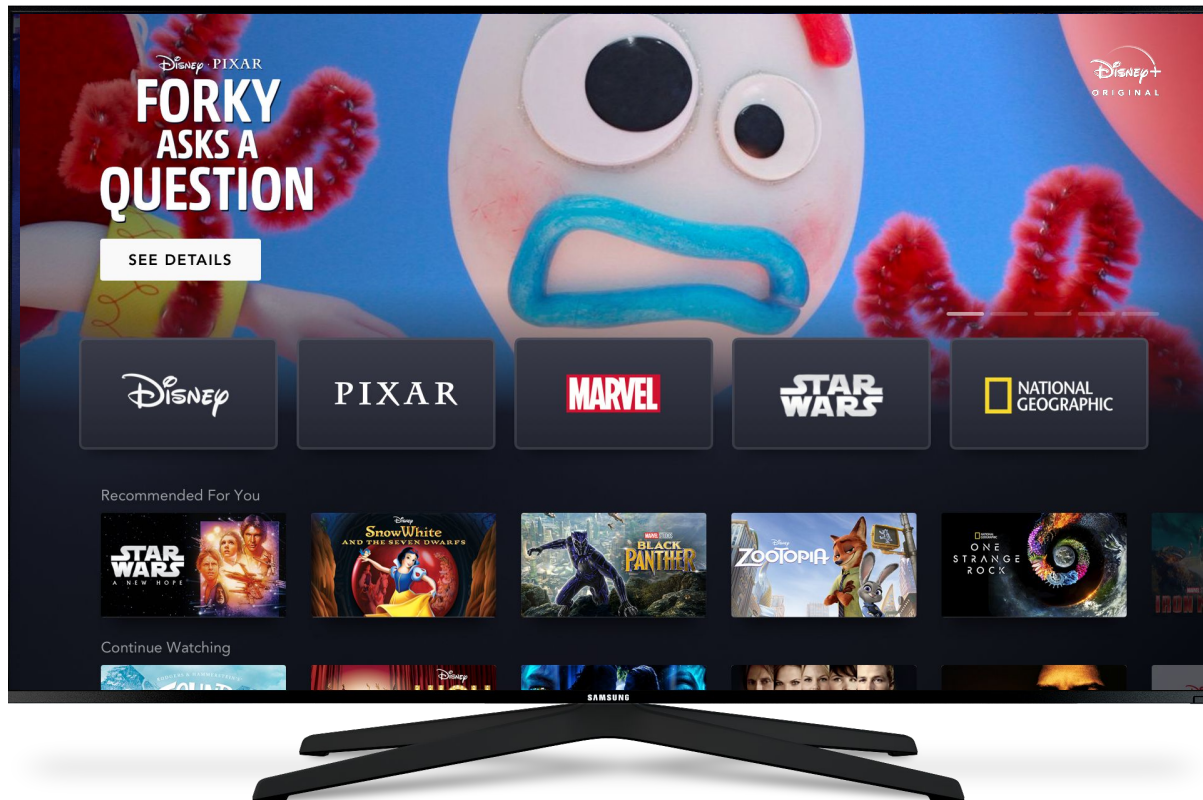 Disney · PIXAR
FORKY
ASKS A
QUESTION
SEE DETAILS
Disney+
ORIGINAL
Disney
PIXAR
MARVEL
STAR
WARS
NATIONAL
GEOGRAPHIC
Recommended For You
STAR
WARS
A NEW HOPE
Disney
Snow White
AND THE SEVEN DWARFS
MARVEL STUDIOS
BLACK
PANTHER
Disney
ZOOTOPIA
NATIONAL GEOGRAPHIC
ONE
STRANGE
ROCK
Continue Watching
Disney
SAMSUNG